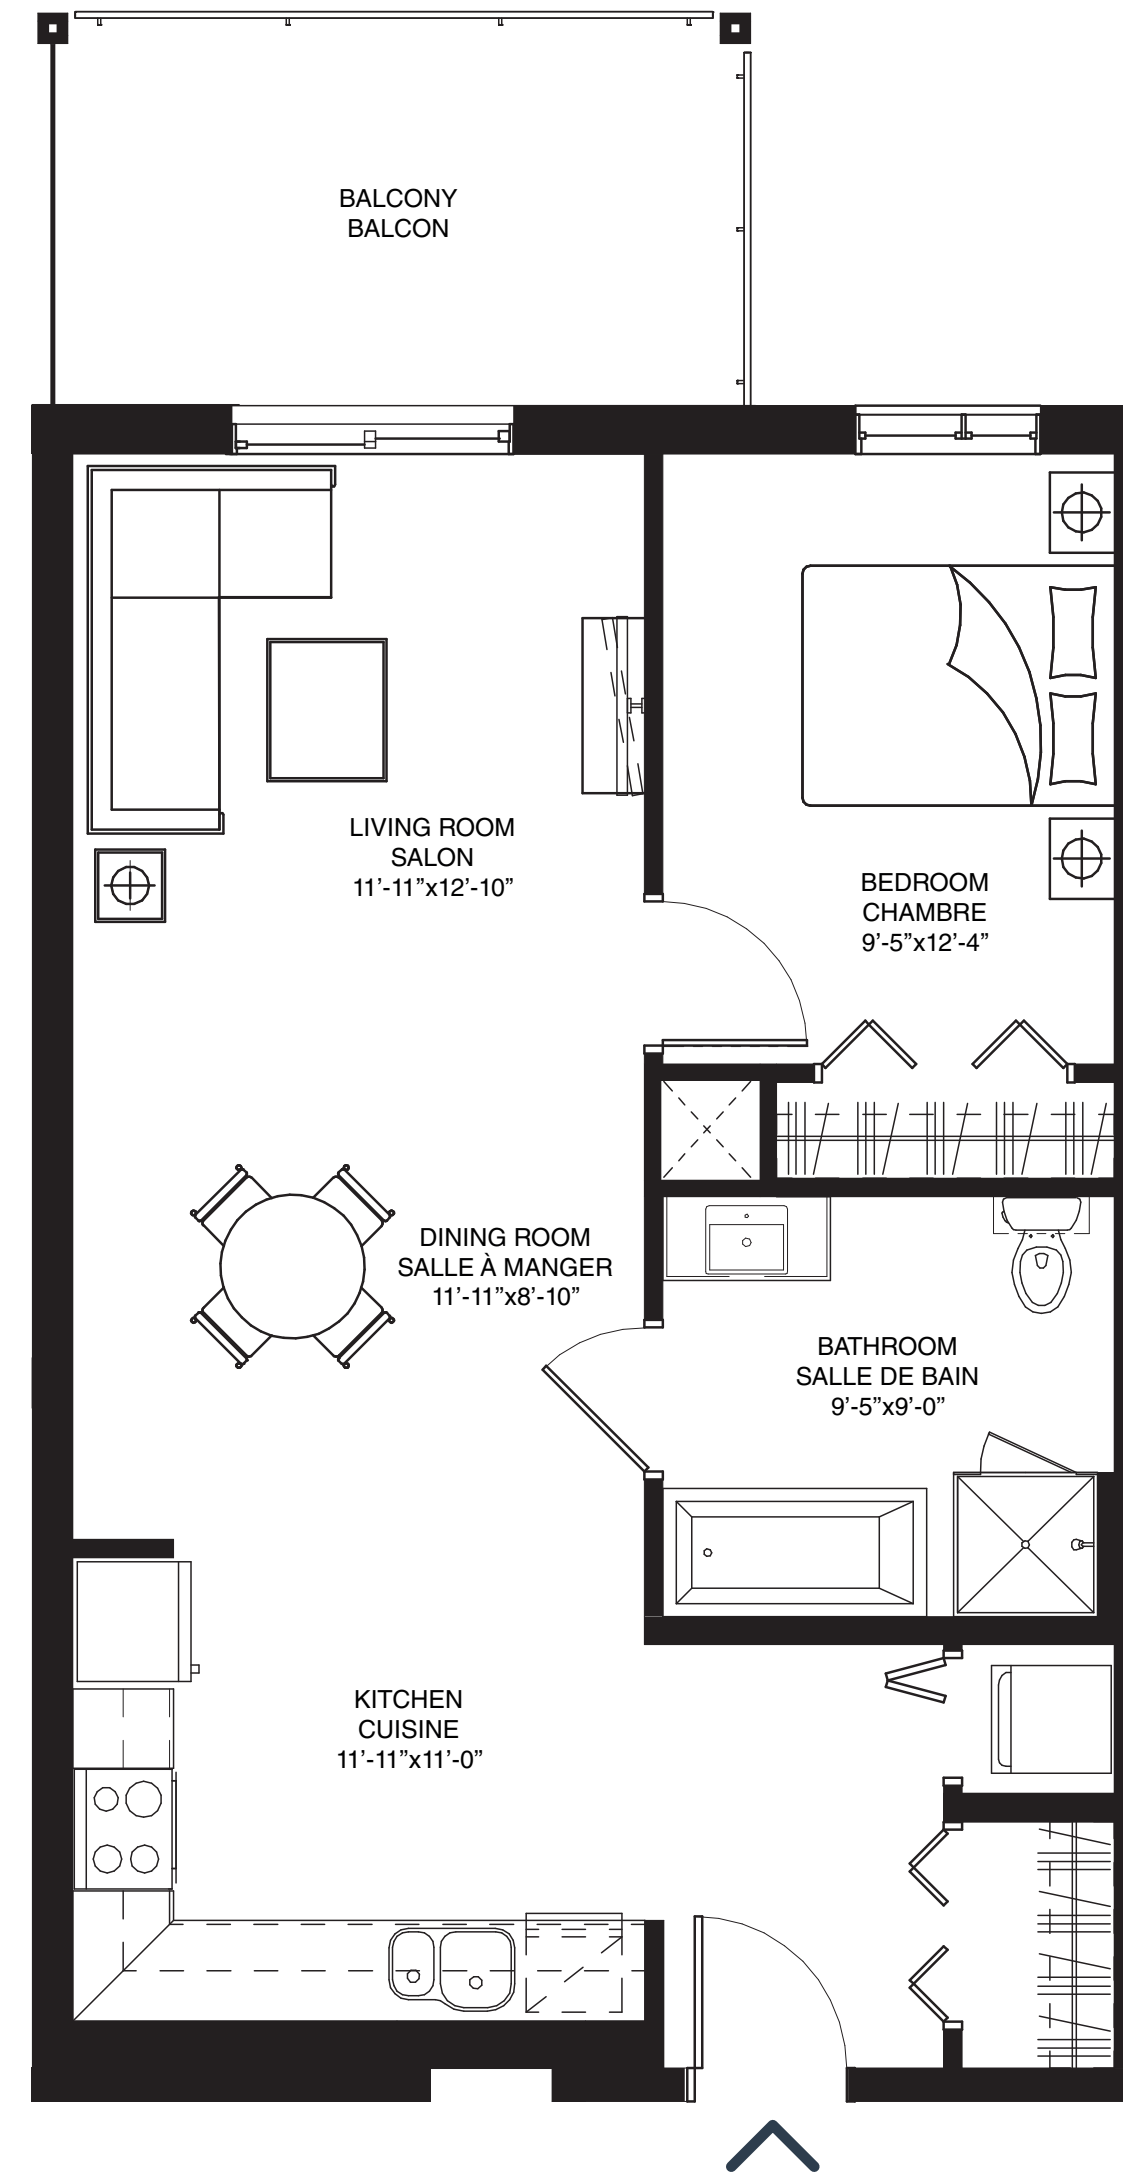 BALCONY
BALCON
LIVING ROOM
SALON
11’-11”x12’-10”
BEDROOM
CHAMBRE
9’-5”x12’-4”
DINING ROOM
SALLE À MANGER
11’-11”x8’-10”
BATHROOM
SALLE DE BAIN
9’-5”x9’-0”
KITCHEN
CUISINE
11’-11”x11’-0”